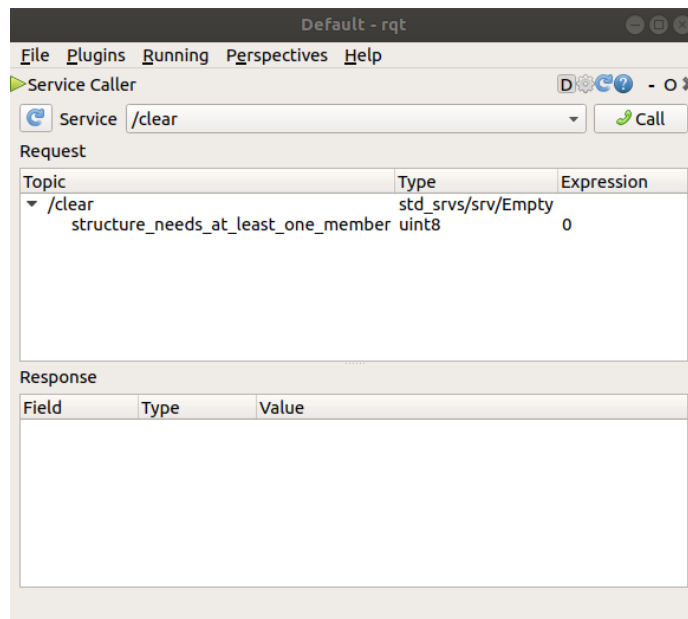 Default - rqt
File Plugins Running Perspectives Help
Service Caller D ? - O
Service /clear Call
Request
Topic Type Expression
/clear std_srvs/srv/Empty
structure_needs_at_least_one_member uint8 0
Response
Field Type Value